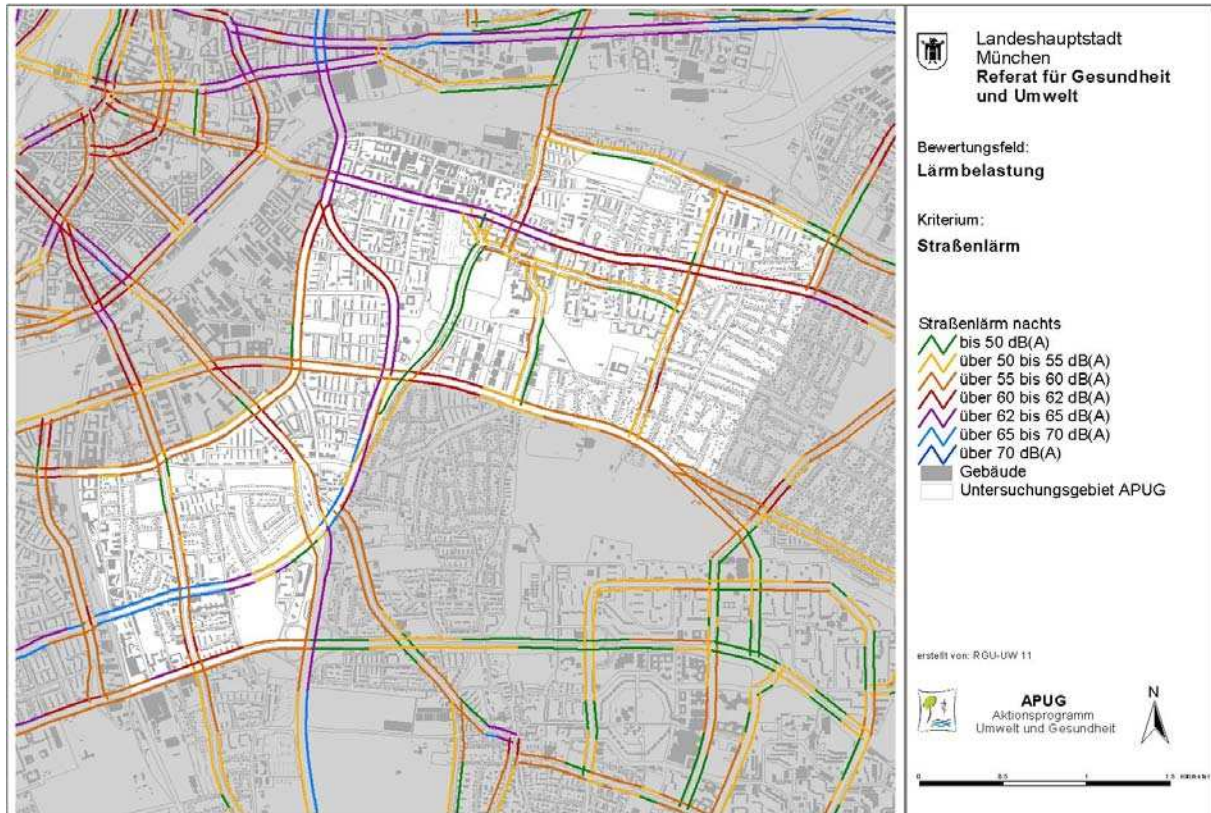 Landeshauptstadt
München
Referat für Gesundheit
und Umwelt
Bewertungsfeld:
Lärmbelastung
Kriterium:
Straßenlärm
Straßenlärm nachts
bis 50 dB(A)
über 50 bis 55 dB(A)
über 55 bis 60 dB(A)
über 60 bis 62 dB(A)
über 62 bis 65 dB(A)
über 65 bis 70 dB(A)
über 70 dB(A)
Gebäude
Untersuchungsgebiet APUG
erstellt von: RGU-UW 11
APUG
Aktionsprogramm
Umwelt und Gesundheit
N
0 0.5 1 1.5